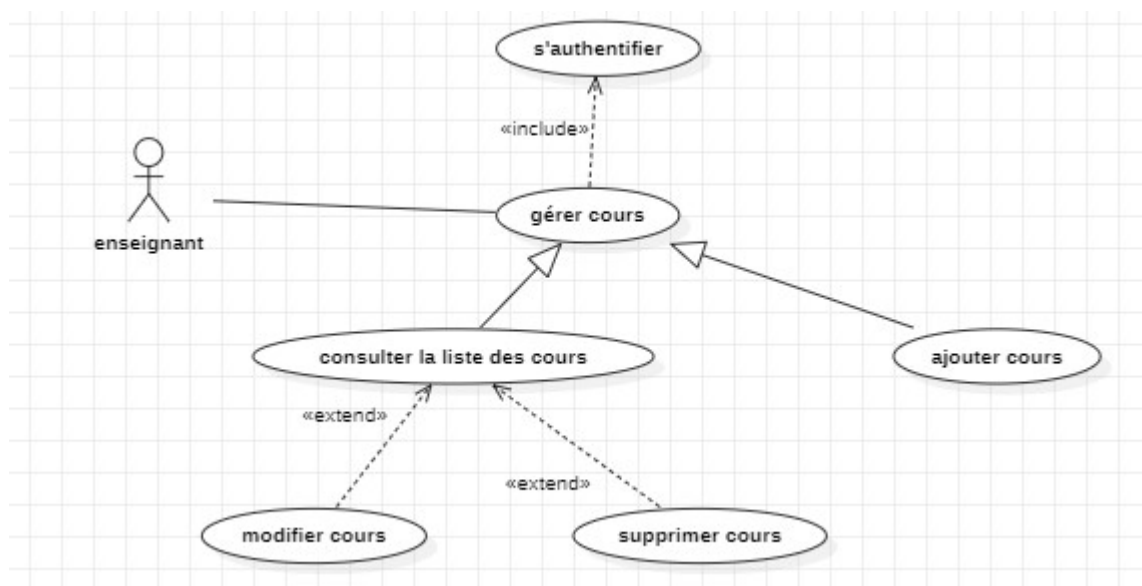 s'authentifier
«include»
gérer cours
enseignant
consulter la liste des cours
ajouter cours
«extend»
«extend»
modifier cours
supprimer cours